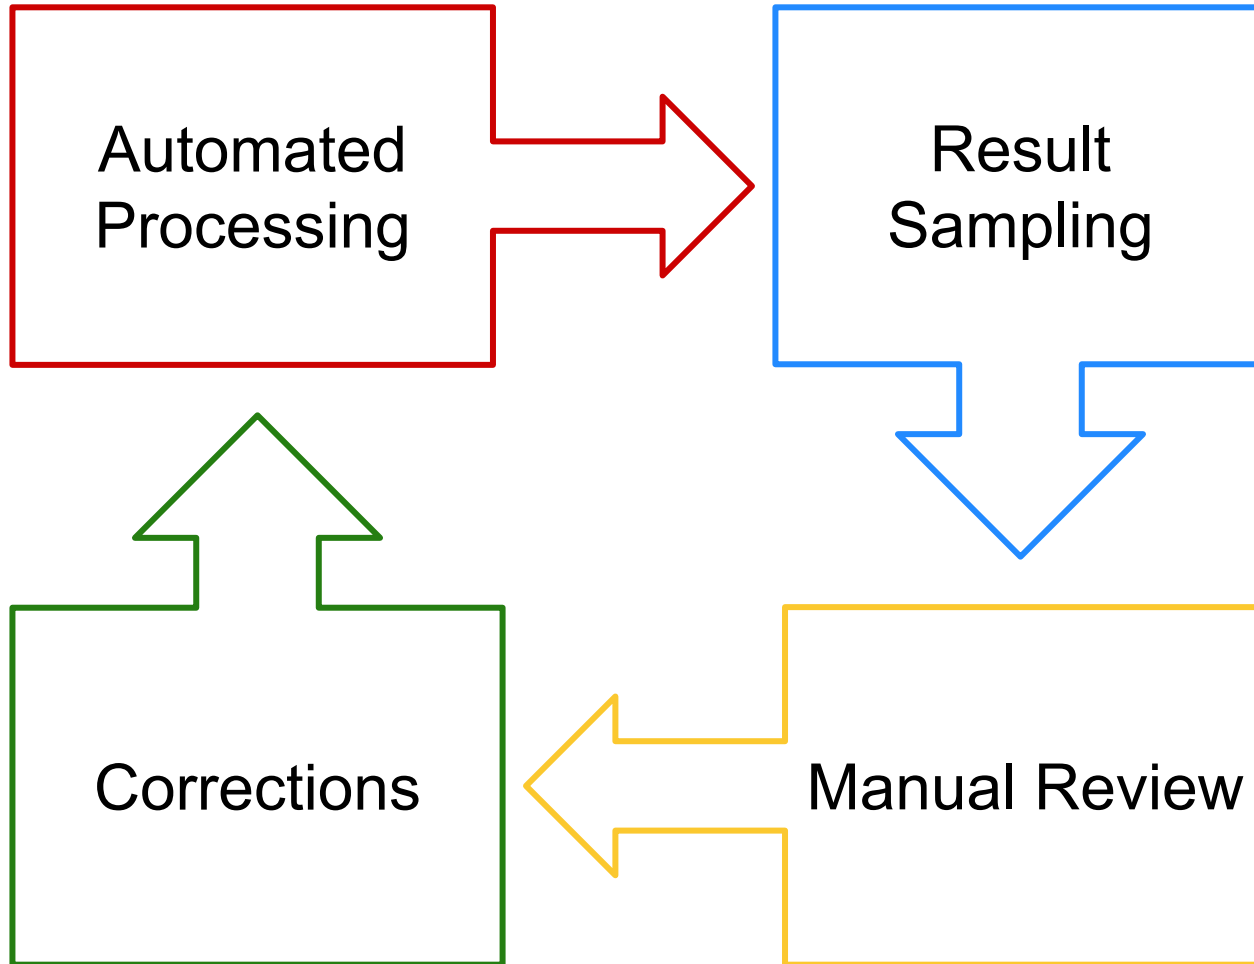 Automated
Processing
Result
Sampling
Corrections
Manual Review